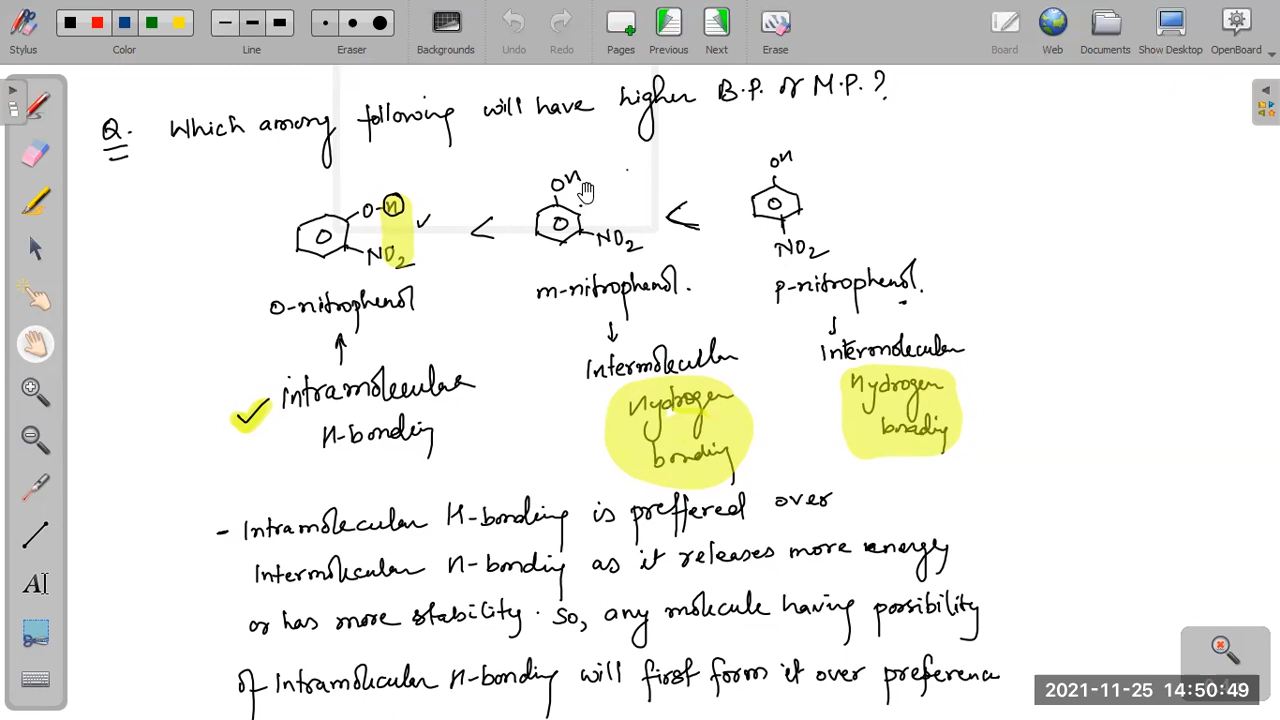 Stylus
Color
Line
Eraser
Backgrounds
Undo
Redo
Pages
Previous
Next
Erase
Board
Web
Documents
Show Desktop
OpenBoard
Q. Which among following will have higher B.P. or M.P.?
O-H
NO2
<
OH
NO2
<
OH
NO2
o-nitrophenol
m-nitrophenol.
p-nitrophenol.
intramolecular
H-bonding
Intermolecular
Hydrogen
bonding
Intermolecular
Hydrogen
bonding
- Intramolecular H-bonding is preffered over
Intermolecular H-bonding as it releases more energy
or has more stability. So, any molecule having possibility
of Intramolecular H-bonding will first form it over preference
AI
2021-11-25 14:50:49